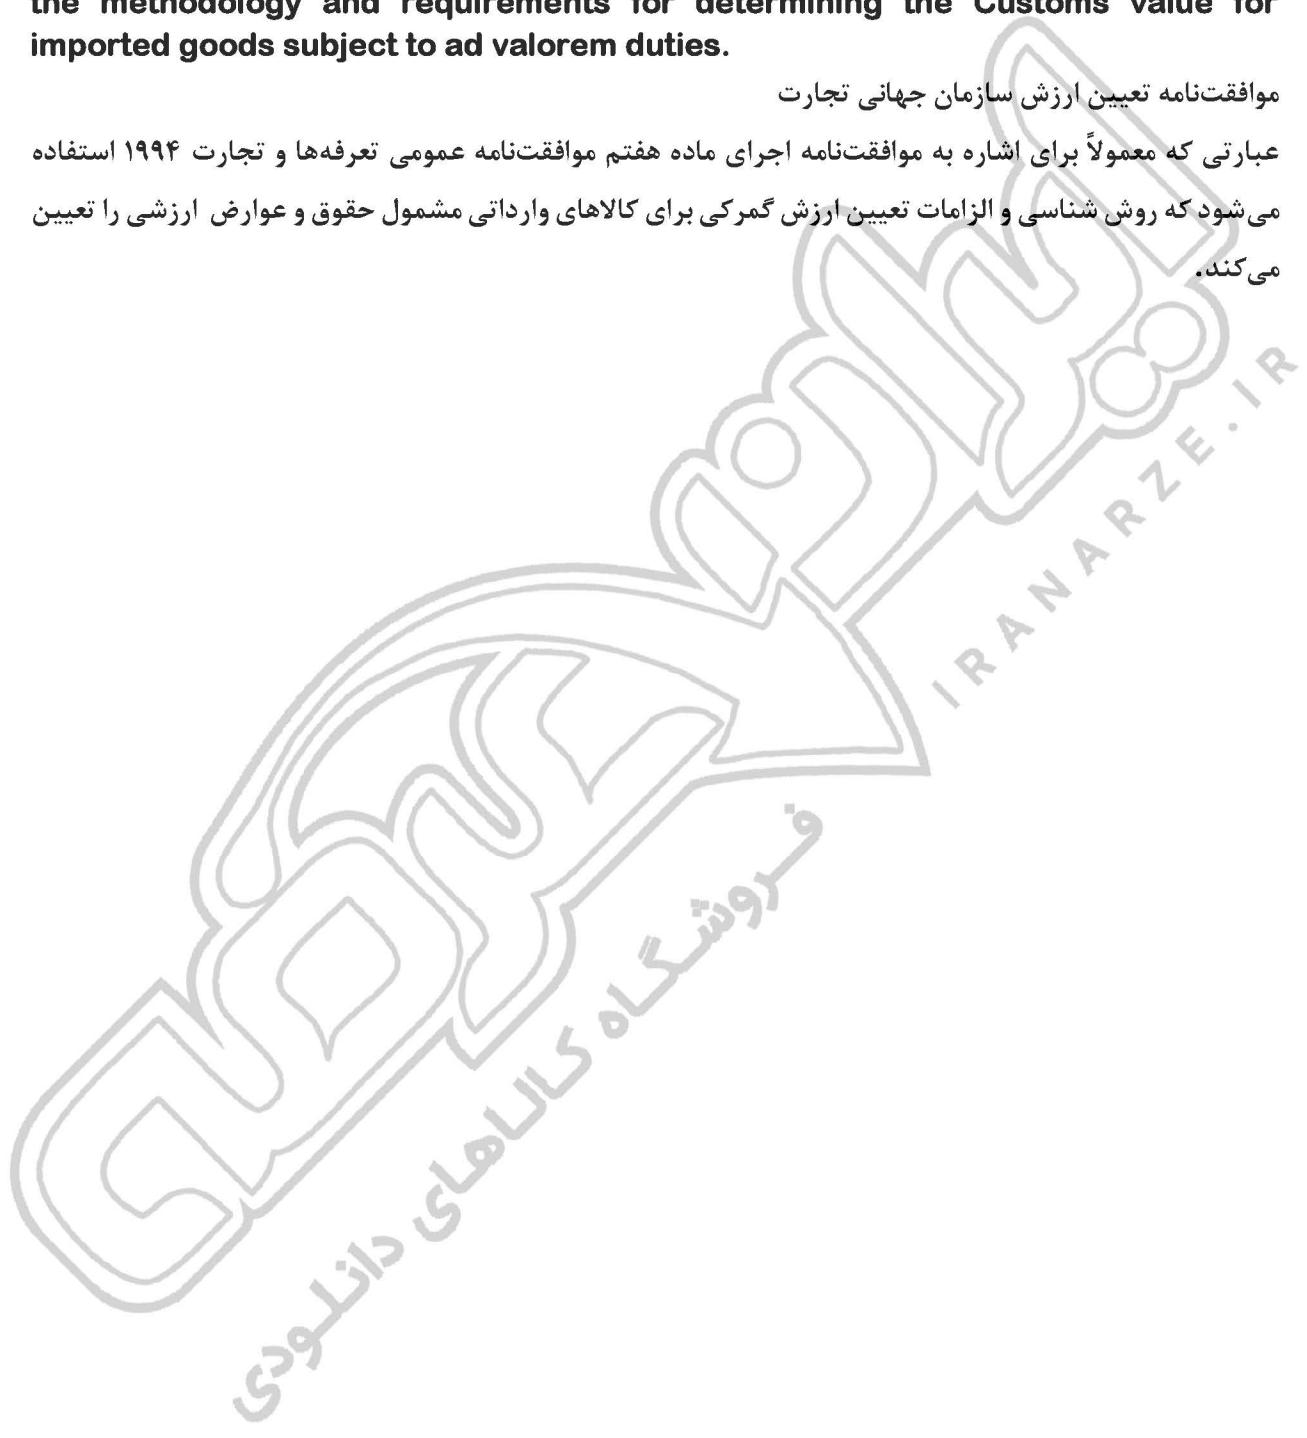 the methodology and requirements for determining the Customs value for
imported goods subject to ad valorem duties.
موافقت‌نامه تعیین ارزش سازمان جهانی تجارت
عبارتی که معمولاً برای اشاره به موافقت‌نامه اجرای ماده هفتم موافقت‌نامه عمومی تعرفه‌ها و تجارت ۱۹۹۴ استفاده
می‌شود که روش شناسی و الزامات تعیین ارزش گمرکی برای کالاهای وارداتی مشمول حقوق و عوارض ارزشی را تعیین
می‌کند.
ایران عرضه
IRANARZE.IR
فروشگاه کالاهای دانلودی